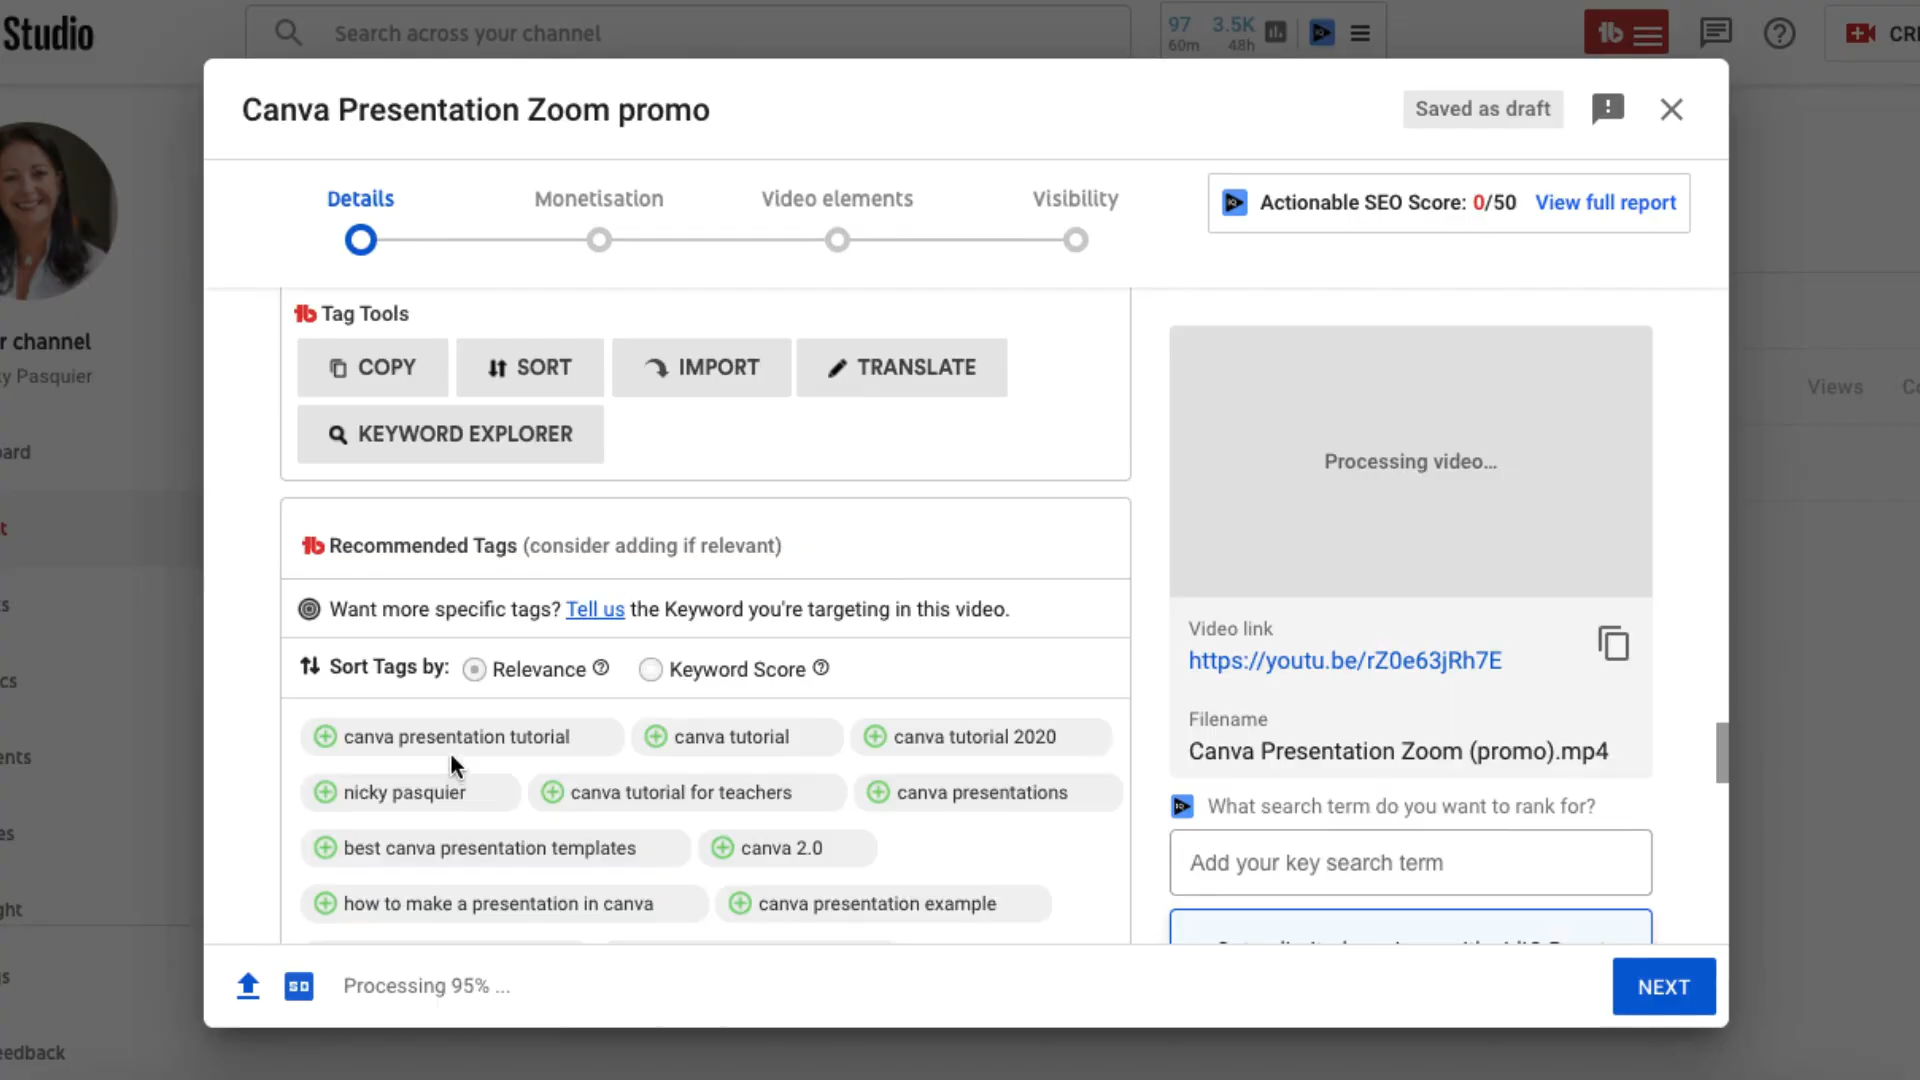 Studio
Search across your channel
97 3.5K
60m 48h
CRE
Canva Presentation Zoom promo
Saved as draft
Details
Monetisation
Video elements
Visibility
Actionable SEO Score: 0/50 View full report
Tag Tools
COPY
SORT
IMPORT
TRANSLATE
KEYWORD EXPLORER
Recommended Tags (consider adding if relevant)
Want more specific tags? Tell us the Keyword you're targeting in this video.
Sort Tags by: Relevance Keyword Score
canva presentation tutorial
canva tutorial
canva tutorial 2020
nicky pasquier
canva tutorial for teachers
canva presentations
best canva presentation templates
canva 2.0
how to make a presentation in canva
canva presentation example
Processing video...
Video link
https://youtu.be/rZ0e63jRh7E
Filename
Canva Presentation Zoom (promo).mp4
What search term do you want to rank for?
Add your key search term
SD
Processing 95% ...
NEXT
r channel
y Pasquier
ard
t
s
cs
ents
es
ght
s
eedback
Views
Co